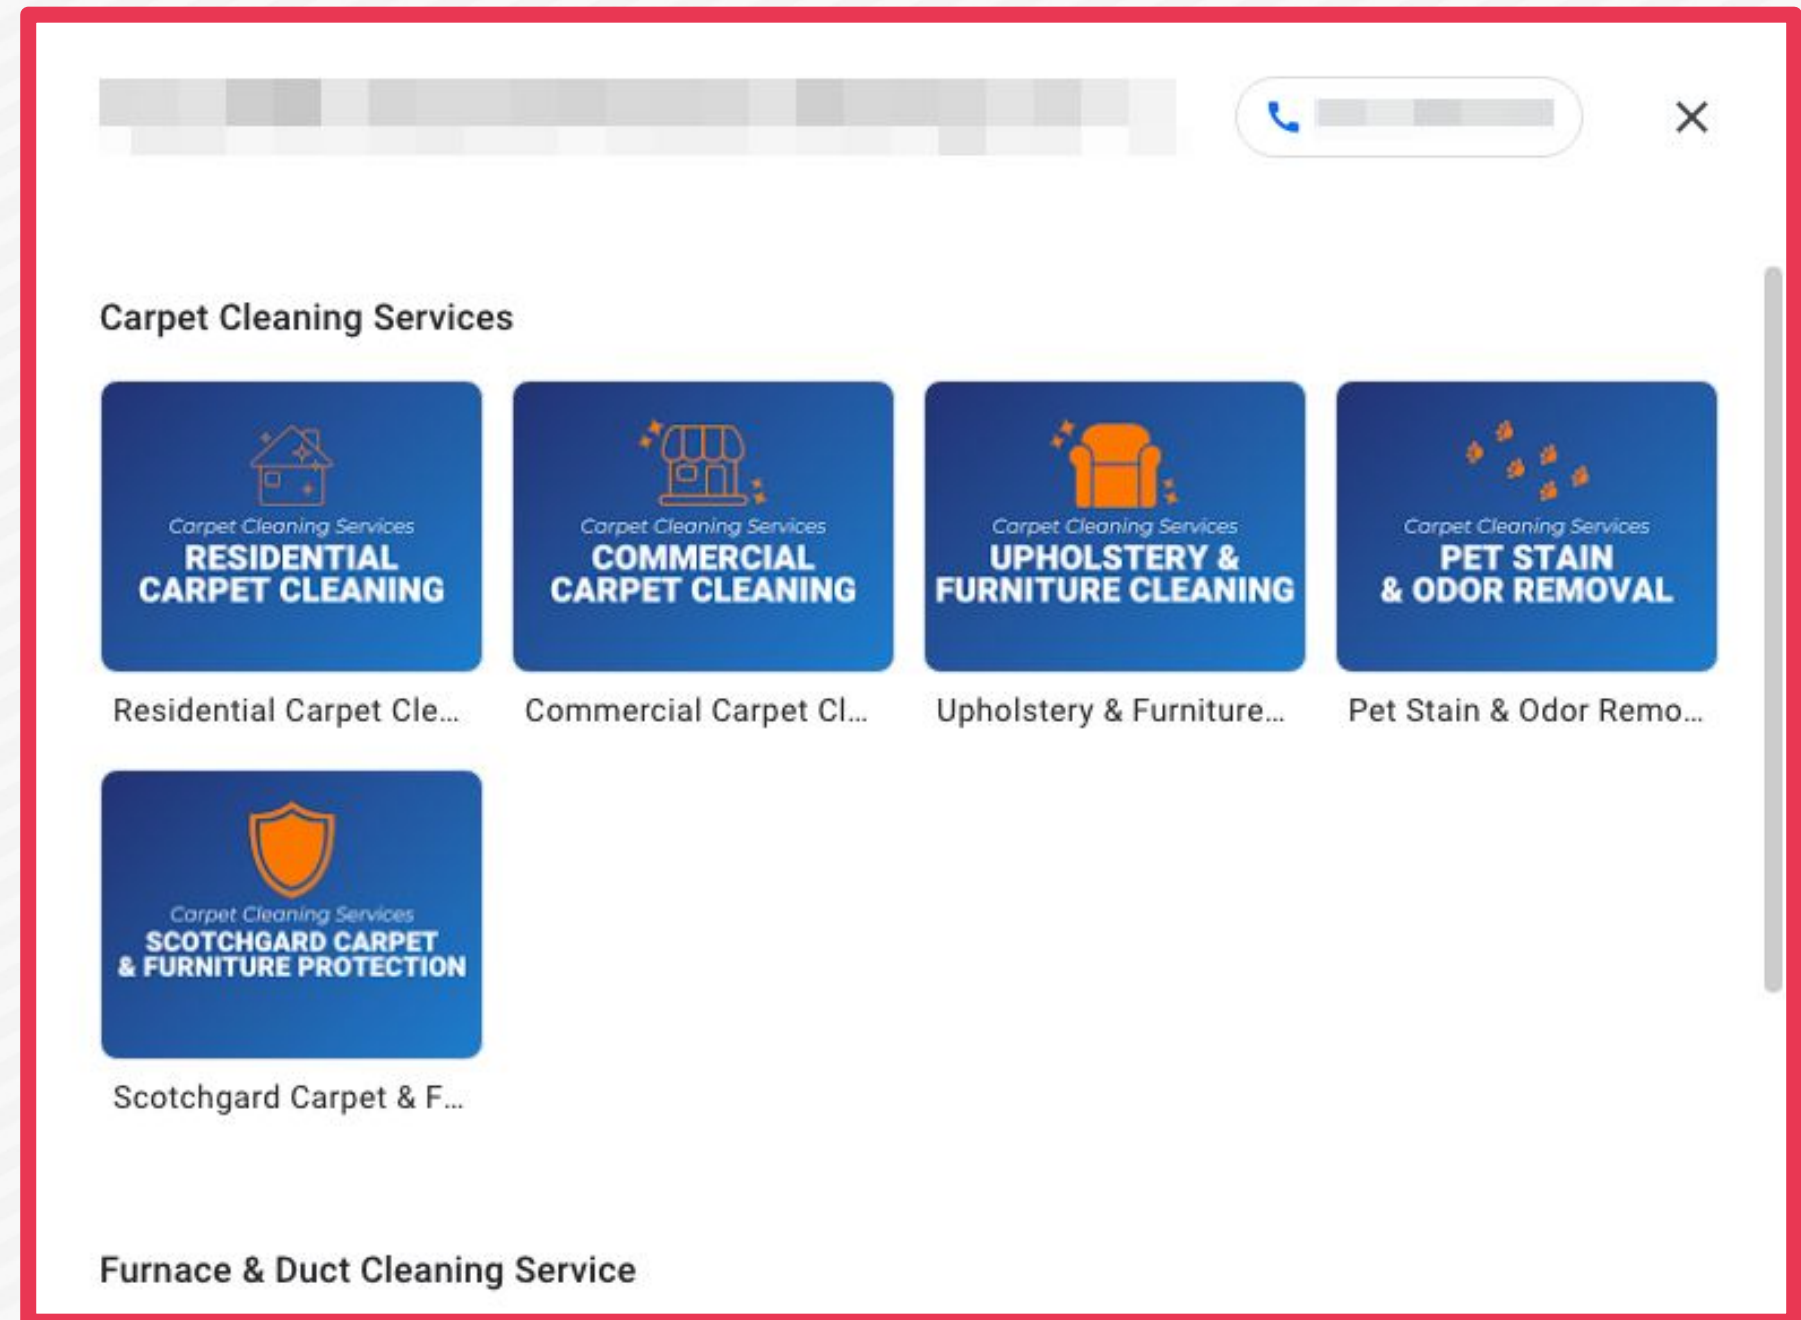 Carpet Cleaning Services
Carpet Cleaning Services
RESIDENTIAL
CARPET CLEANING
Residential Carpet Cle...
Carpet Cleaning Services
COMMERCIAL
CARPET CLEANING
Commercial Carpet Cl...
Carpet Cleaning Services
UPHOLSTERY &
FURNITURE CLEANING
Upholstery & Furniture...
Carpet Cleaning Services
PET STAIN
& ODOR REMOVAL
Pet Stain & Odor Remo...
Carpet Cleaning Services
SCOTCHGARD CARPET
& FURNITURE PROTECTION
Scotchgard Carpet & F...
Furnace & Duct Cleaning Service